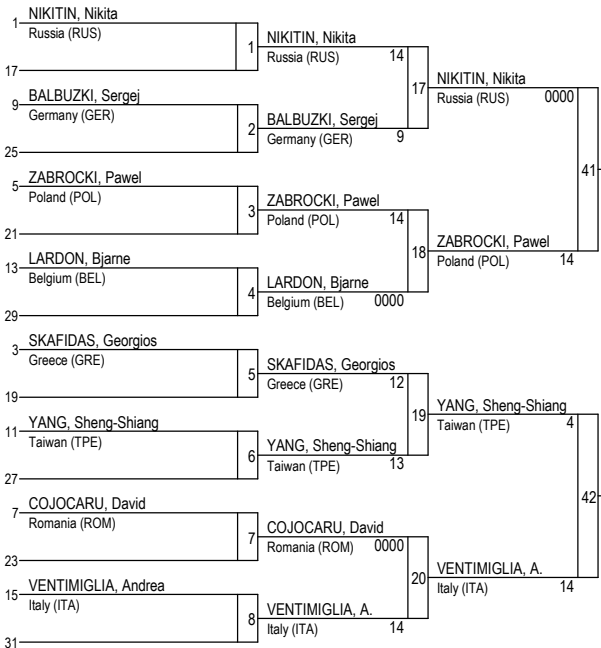 1 NIKITIN, Nikita
Russia (RUS)
1
NIKITIN, Nikita
Russia (RUS) 14
17
17
NIKITIN, Nikita
Russia (RUS) 0000
9 BALBUZKI, Sergej
Germany (GER)
2
BALBUZKI, Sergej
Germany (GER) 9
25
41
5 ZABROCKI, Pawel
Poland (POL)
3
ZABROCKI, Pawel
Poland (POL) 14
21
18
ZABROCKI, Pawel
Poland (POL) 14
13 LARDON, Bjarne
Belgium (BEL)
4
LARDON, Bjarne
Belgium (BEL) 0000
29
3 SKAFIDAS, Georgios
Greece (GRE)
5
SKAFIDAS, Georgios
Greece (GRE) 12
19
19
YANG, Sheng-Shiang
Taiwan (TPE) 4
11 YANG, Sheng-Shiang
Taiwan (TPE)
6
YANG, Sheng-Shiang
Taiwan (TPE) 13
27
42
7 COJOCARU, David
Romania (ROM)
7
COJOCARU, David
Romania (ROM) 0000
23
20
VENTIMIGLIA, A.
Italy (ITA) 14
15 VENTIMIGLIA, Andrea
Italy (ITA)
8
VENTIMIGLIA, A.
Italy (ITA) 14
31